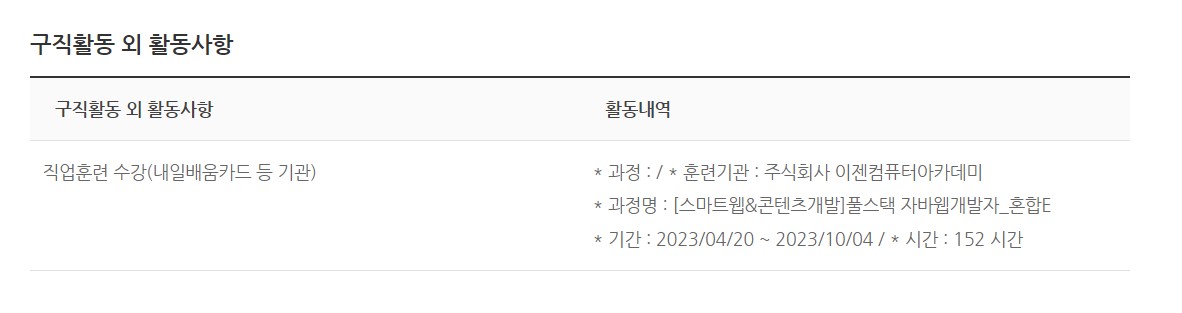 구직활동 외 활동사항
구직활동 외 활동사항 활동내역
직업훈련 수강(내일배움카드 등 기관) * 과정 : / * 훈련기관 : 주식회사 이젠컴퓨터아카데미
* 과정명 : [스마트웹&콘텐츠개발]풀스택 자바웹개발자_혼합E
* 기간 : 2023/04/20 ~ 2023/10/04 / * 시간 : 152 시간